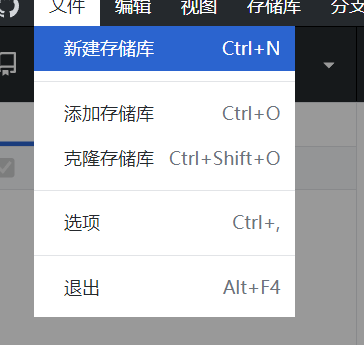 文件 编辑 视图 存储库 分支
新建存储库 Ctrl+N
添加存储库 Ctrl+O
克隆存储库 Ctrl+Shift+O
选项 Ctrl+,
退出 Alt+F4